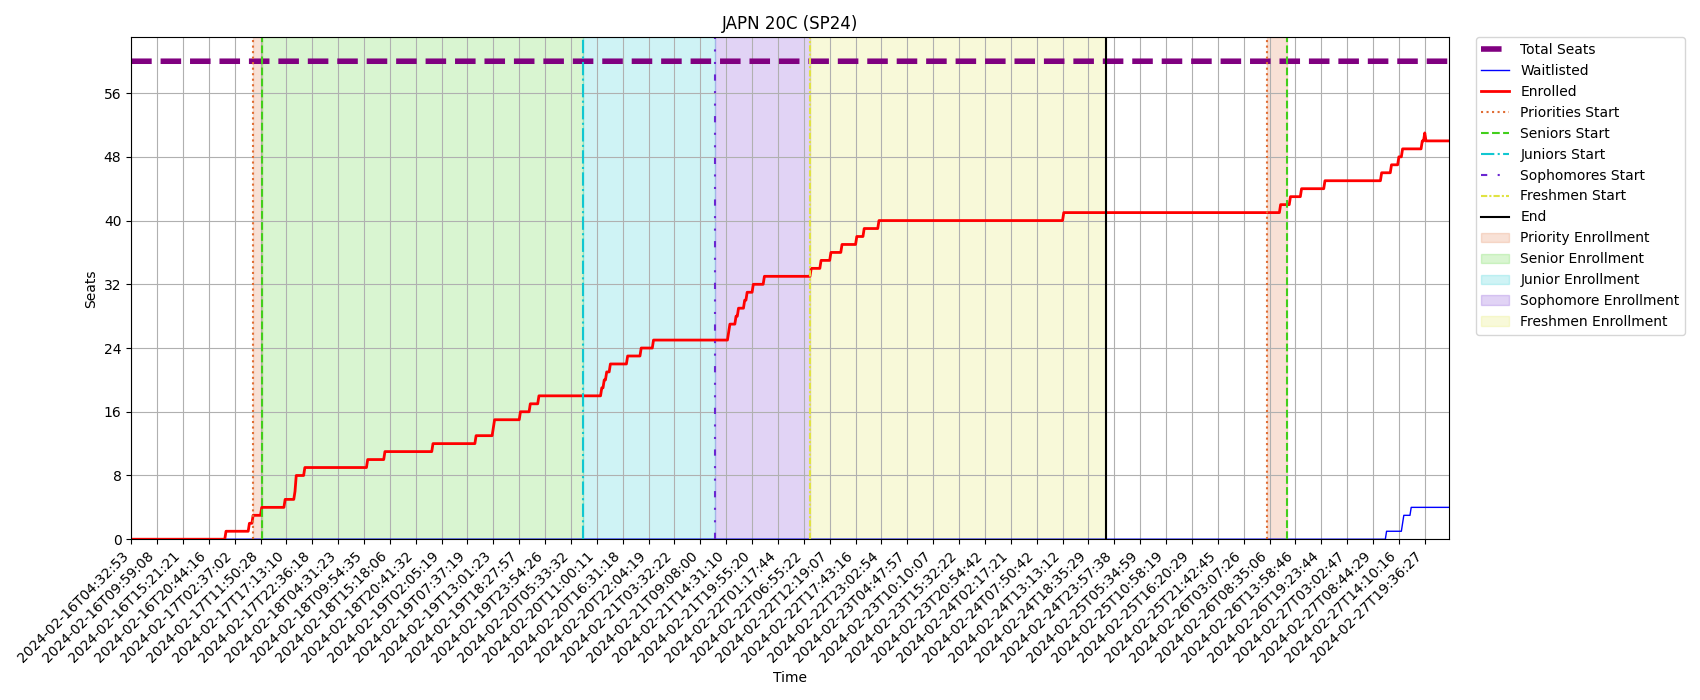 JAPN 20C (SP24)
Total Seats
Waitlisted
Enrolled
Priorities Start
Seniors Start
Juniors Start
Sophomores Start
Freshmen Start
End
Priority Enrollment
Senior Enrollment
Junior Enrollment
Sophomore Enrollment
Freshmen Enrollment
Seats
56
48
40
32
24
16
8
0
2024-02-16T04:32:53
2024-02-16T09:59:08
2024-02-16T15:21:21
2024-02-16T20:44:16
2024-02-17T02:37:02
2024-02-17T11:50:28
2024-02-17T17:13:10
2024-02-17T22:36:18
2024-02-18T04:31:23
2024-02-18T09:54:35
2024-02-18T15:18:06
2024-02-18T20:41:32
2024-02-19T02:05:19
2024-02-19T07:37:19
2024-02-19T13:01:23
2024-02-19T18:27:57
2024-02-19T23:54:26
2024-02-20T05:33:32
2024-02-20T11:00:11
2024-02-20T16:31:18
2024-02-20T22:04:19
2024-02-21T03:32:22
2024-02-21T09:08:00
2024-02-21T14:31:10
2024-02-21T19:55:20
2024-02-22T01:17:44
2024-02-22T06:55:22
2024-02-22T12:19:07
2024-02-22T17:43:16
2024-02-22T23:02:54
2024-02-23T04:47:57
2024-02-23T10:10:07
2024-02-23T15:32:22
2024-02-23T20:54:42
2024-02-24T02:17:21
2024-02-24T07:50:42
2024-02-24T13:13:12
2024-02-24T18:35:29
2024-02-24T23:57:38
2024-02-25T05:34:59
2024-02-25T10:58:19
2024-02-25T16:20:29
2024-02-25T21:42:45
2024-02-26T03:07:26
2024-02-26T08:35:06
2024-02-26T13:58:46
2024-02-26T19:23:44
2024-02-27T03:02:47
2024-02-27T08:44:29
2024-02-27T14:10:16
2024-02-27T19:36:27
Time